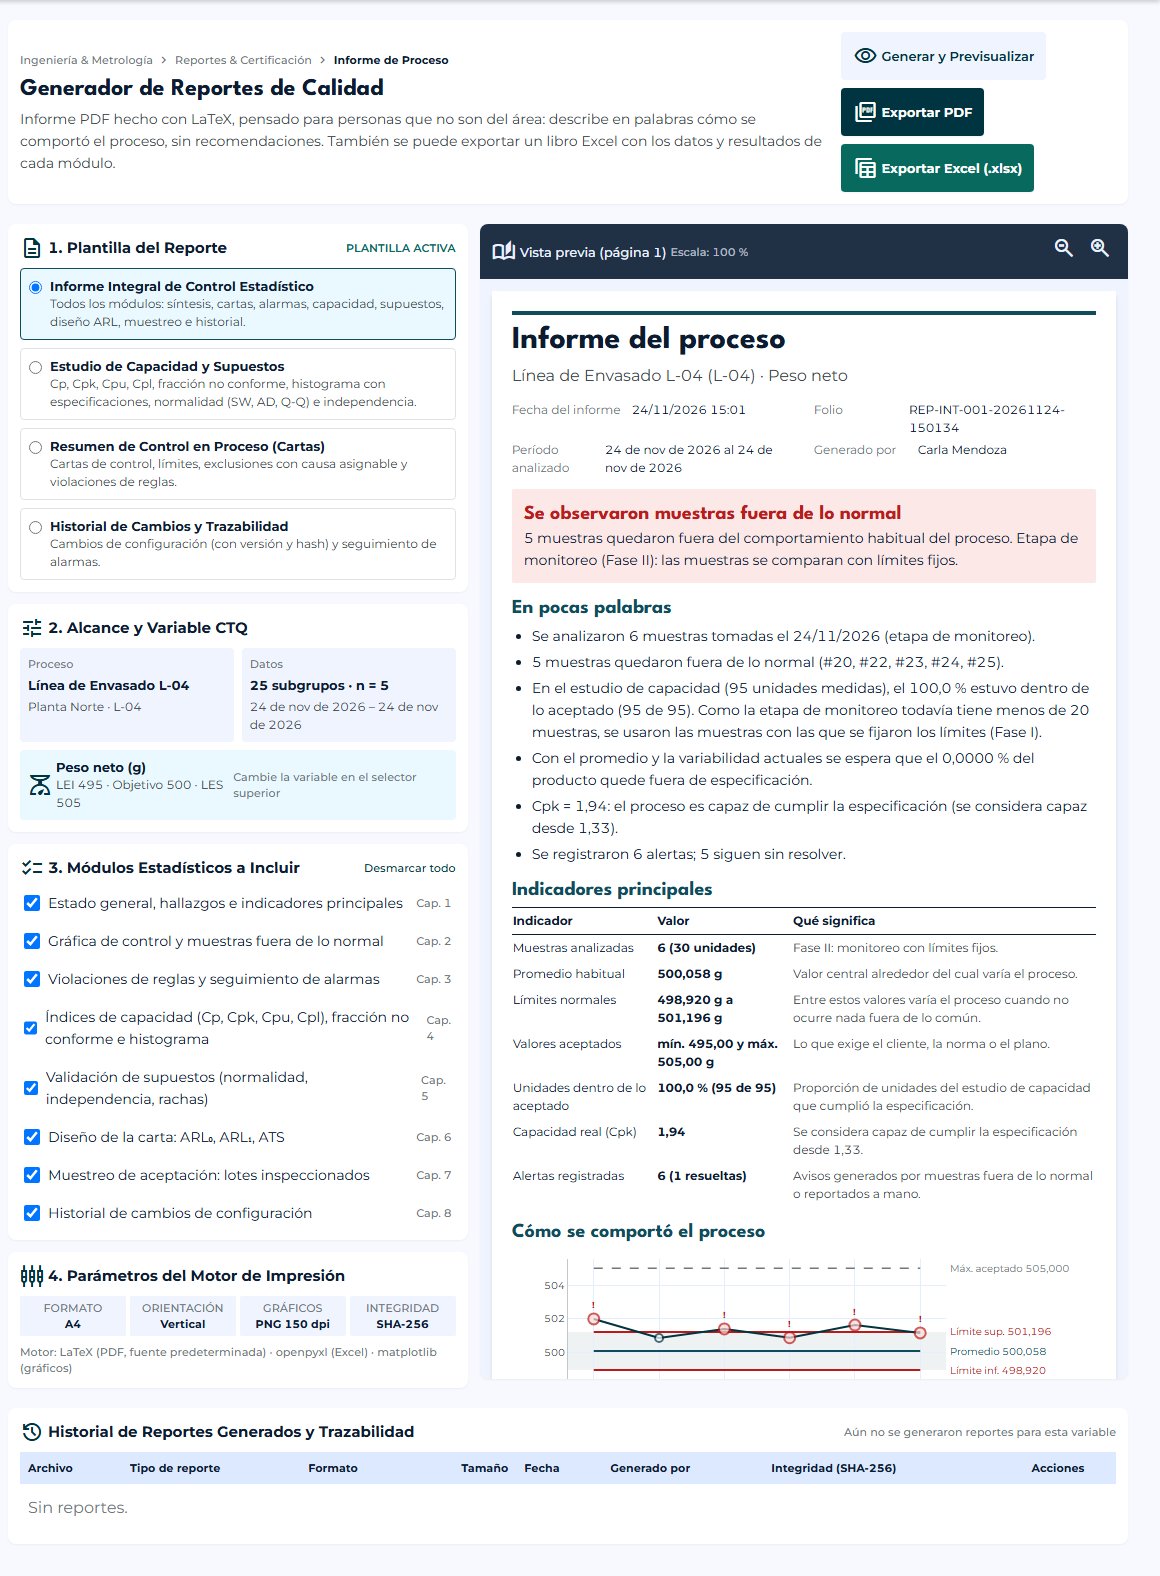 Ingeniería & Metrología > Reportes & Certificación > Informe de Proceso
Generador de Reportes de Calidad
Informe PDF hecho con LaTeX, pensado para personas que no son del área: describe en palabras cómo se
comportó el proceso, sin recomendaciones. También se puede exportar un libro Excel con los datos y resultados de
cada módulo.
Generar y Previsualizar
Exportar PDF
Exportar Excel (.xlsx)
1. Plantilla del Reporte
PLANTILLA ACTIVA
Informe Integral de Control Estadístico
Todos los módulos: síntesis, cartas, alarmas, capacidad, supuestos,
diseño ARL, muestreo e historial.
Estudio de Capacidad y Supuestos
Cp, Cpk, Cpu, Cpl, fracción no conforme, histograma con
especificaciones, normalidad (SW, AD, Q-Q) e independencia.
Resumen de Control en Proceso (Cartas)
Cartas de control, límites, exclusiones con causa asignable y
violaciones de reglas.
Historial de Cambios y Trazabilidad
Cambios de configuración (con versión y hash) y seguimiento de
alarmas.
2. Alcance y Variable CTQ
Proceso
Línea de Envasado L-04
Planta Norte · L-04
Datos
25 subgrupos · n = 5
24 de nov de 2026 – 24 de nov
de 2026
Peso neto (g)
LEI 495 · Objetivo 500 · LES
505
Cambie la variable en el selector
superior
3. Módulos Estadísticos a Incluir
Desmarcar todo
Estado general, hallazgos e indicadores principales Cap. 1
Gráfica de control y muestras fuera de lo normal Cap. 2
Violaciones de reglas y seguimiento de alarmas Cap. 3
Índices de capacidad (Cp, Cpk, Cpu, Cpl), fracción no
conforme e histograma
Cap.
4
Validación de supuestos (normalidad,
independencia, rachas)
Cap.
5
Diseño de la carta: ARL₀, ARL₁, ATS Cap. 6
Muestreo de aceptación: lotes inspeccionados Cap. 7
Historial de cambios de configuración Cap. 8
4. Parámetros del Motor de Impresión
FORMATO
A4
ORIENTACIÓN
Vertical
GRÁFICOS
PNG 150 dpi
INTEGRIDAD
SHA-256
Motor: LaTeX (PDF, fuente predeterminada) · openpyxl (Excel) · matplotlib
(gráficos)
Vista previa (página 1) Escala: 100 %
Informe del proceso
Línea de Envasado L-04 (L-04) · Peso neto
Fecha del informe 24/11/2026 15:01
Folio
REP-INT-001-20261124-
150134
Período
analizado
24 de nov de 2026 al 24 de
nov de 2026
Generado por Carla Mendoza
Se observaron muestras fuera de lo normal
5 muestras quedaron fuera del comportamiento habitual del proceso. Etapa de
monitoreo (Fase II): las muestras se comparan con límites fijos.
En pocas palabras
• Se analizaron 6 muestras tomadas el 24/11/2026 (etapa de monitoreo).
• 5 muestras quedaron fuera de lo normal (#20, #22, #23, #24, #25).
• En el estudio de capacidad (95 unidades medidas), el 100,0 % estuvo dentro de
lo aceptado (95 de 95). Como la etapa de monitoreo todavía tiene menos de 20
muestras, se usaron las muestras con las que se fijaron los límites (Fase I).
• Con el promedio y la variabilidad actuales se espera que el 0,0000 % del
producto quede fuera de especificación.
• Cpk = 1,94: el proceso es capaz de cumplir la especificación (se considera capaz
desde 1,33).
• Se registraron 6 alertas; 5 siguen sin resolver.
Indicadores principales
Indicador Valor Qué significa
Muestras analizadas 6 (30 unidades) Fase II: monitoreo con límites fijos.
Promedio habitual 500,058 g Valor central alrededor del cual varía el proceso.
Límites normales
498,920 g a
501,196 g
Entre estos valores varía el proceso cuando no
ocurre nada fuera de lo común.
Valores aceptados
mín. 495,00 y máx.
505,00 g
Lo que exige el cliente, la norma o el plano.
Unidades dentro de lo
aceptado
100,0 % (95 de 95)
Proporción de unidades del estudio de capacidad
que cumplió la especificación.
Capacidad real (Cpk) 1,94
Se considera capaz de cumplir la especificación
desde 1,33.
Alertas registradas 6 (1 resueltas)
Avisos generados por muestras fuera de lo normal
o reportados a mano.
Cómo se comportó el proceso
Máx. aceptado 505,000
504
502
500
! ! ! ! !
Límite sup. 501,196
Promedio 500,058
Límite inf. 498,920
Historial de Reportes Generados y Trazabilidad
Aún no se generaron reportes para esta variable
Archivo Tipo de reporte Formato Tamaño Fecha Generado por Integridad (SHA-256) Acciones
Sin reportes.